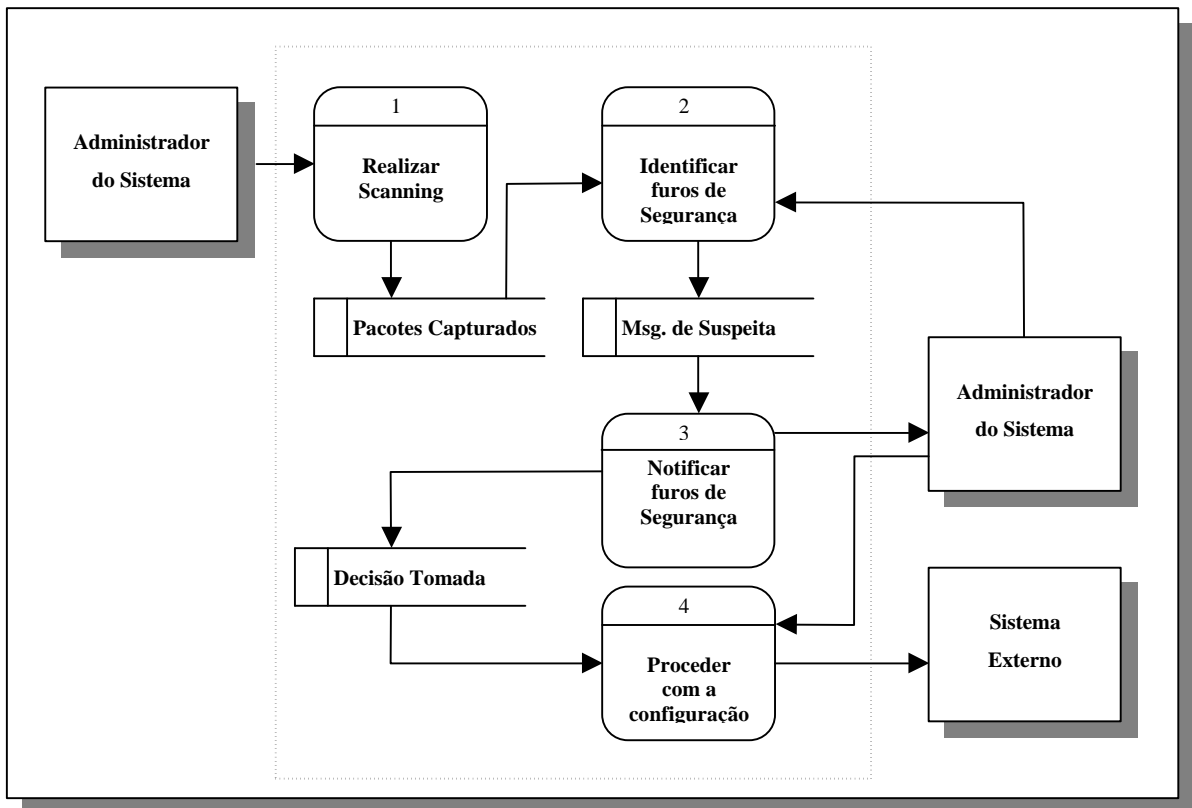 Administrador
do Sistema
1
Realizar
Scanning
2
Identificar
furos de
Segurança
Pacotes Capturados
Msg. de Suspeita
Administrador
do Sistema
3
Notificar
furos de
Segurança
Decisão Tomada
4
Proceder
com a
configuração
Sistema
Externo